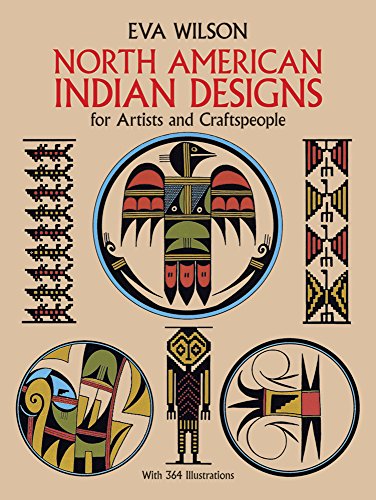 EVA WILSON
NORTH AMERICAN
INDIAN DESIGNS
for Artists and Craftspeople
With 364 Illustrations